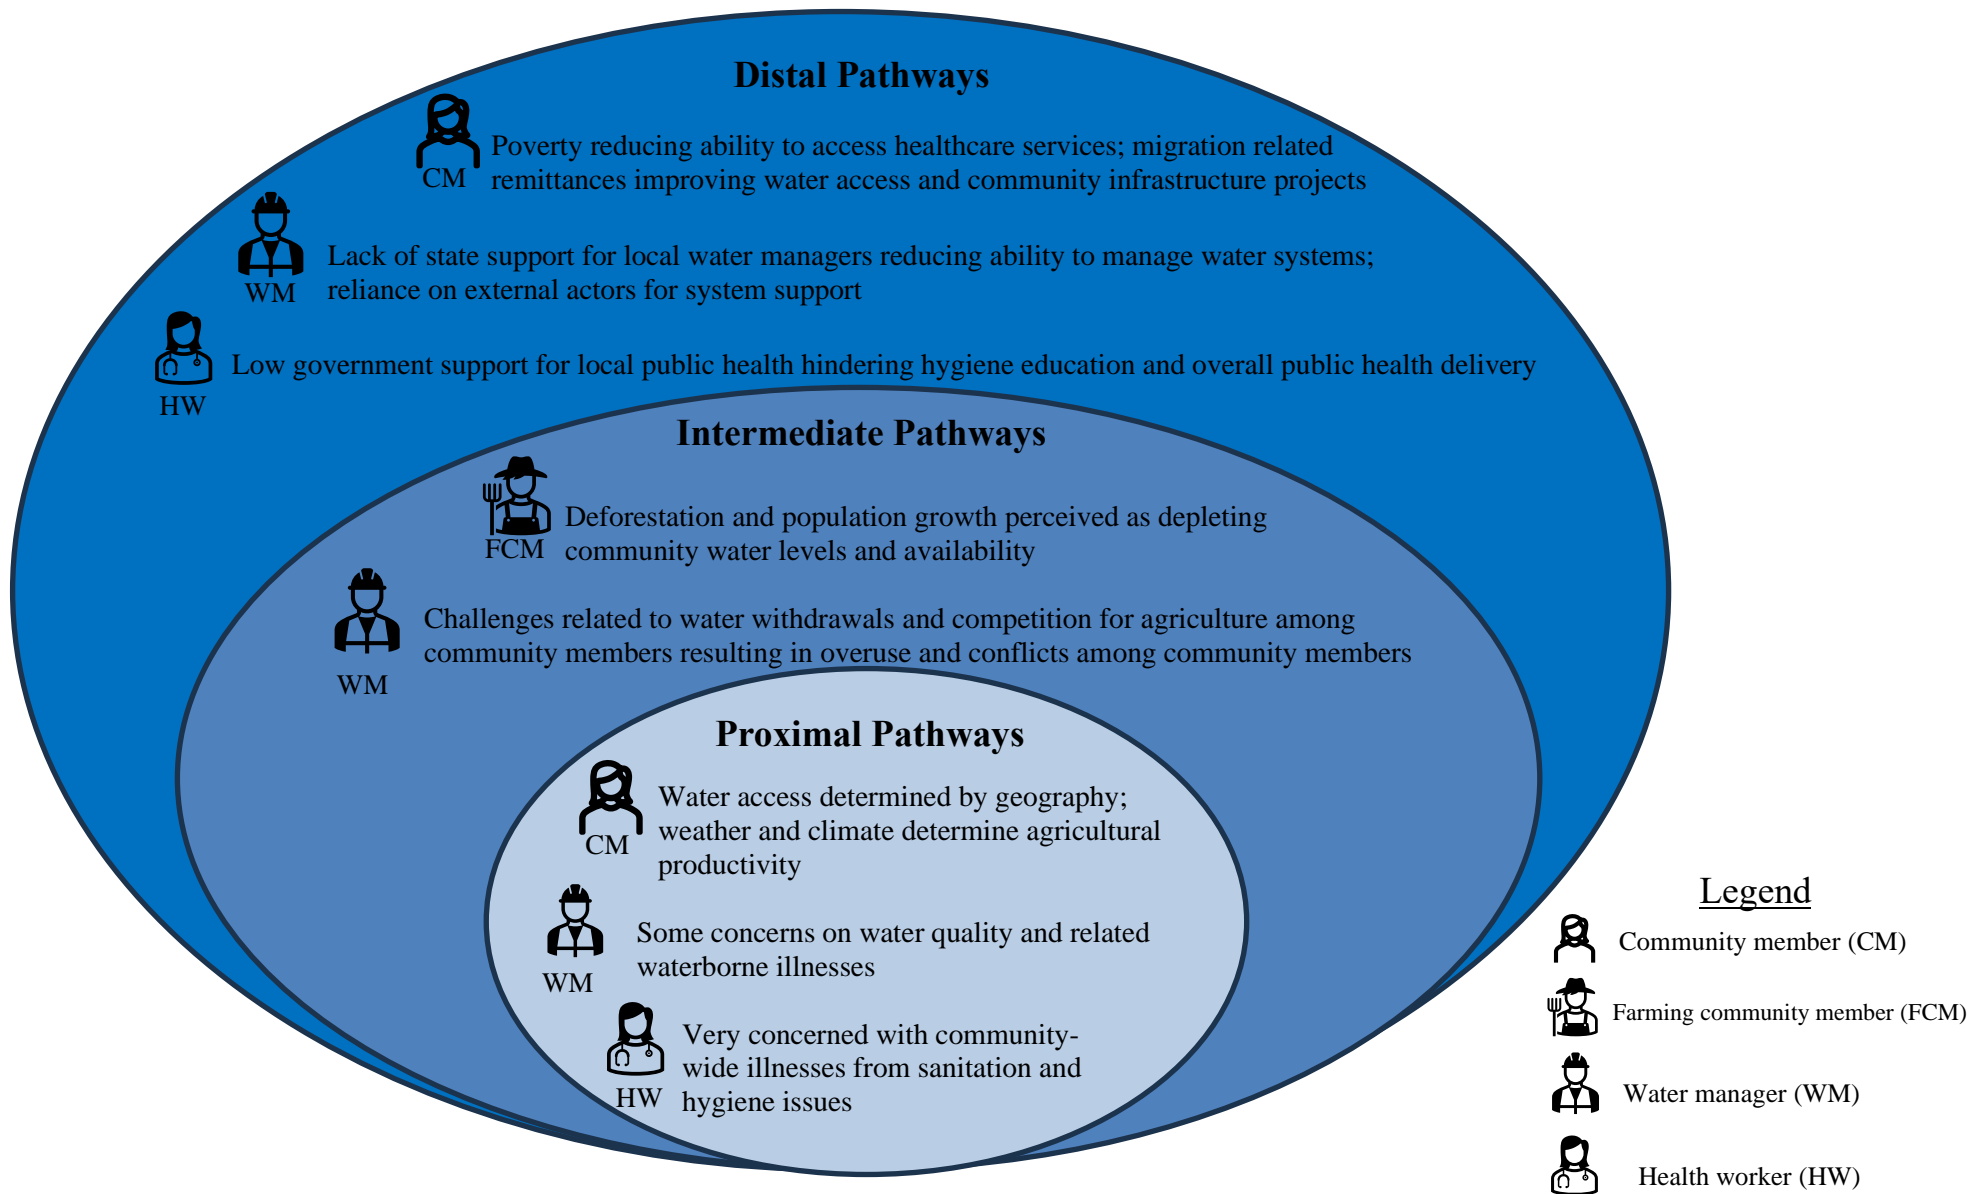 Distal Pathways
CM
Poverty reducing ability to access healthcare services; migration related
remittances improving water access and community infrastructure projects
WM
Lack of state support for local water managers reducing ability to manage water systems;
reliance on external actors for system support
HW
Low government support for local public health hindering hygiene education and overall public health delivery
Intermediate Pathways
FCM
Deforestation and population growth perceived as depleting
community water levels and availability
WM
Challenges related to water withdrawals and competition for agriculture among
community members resulting in overuse and conflicts among community members
Proximal Pathways
CM
Water access determined by geography;
weather and climate determine agricultural
productivity
WM
Some concerns on water quality and related
waterborne illnesses
HW
Very concerned with community-
wide illnesses from sanitation and
hygiene issues
Legend
Community member (CM)
Farming community member (FCM)
Water manager (WM)
Health worker (HW)